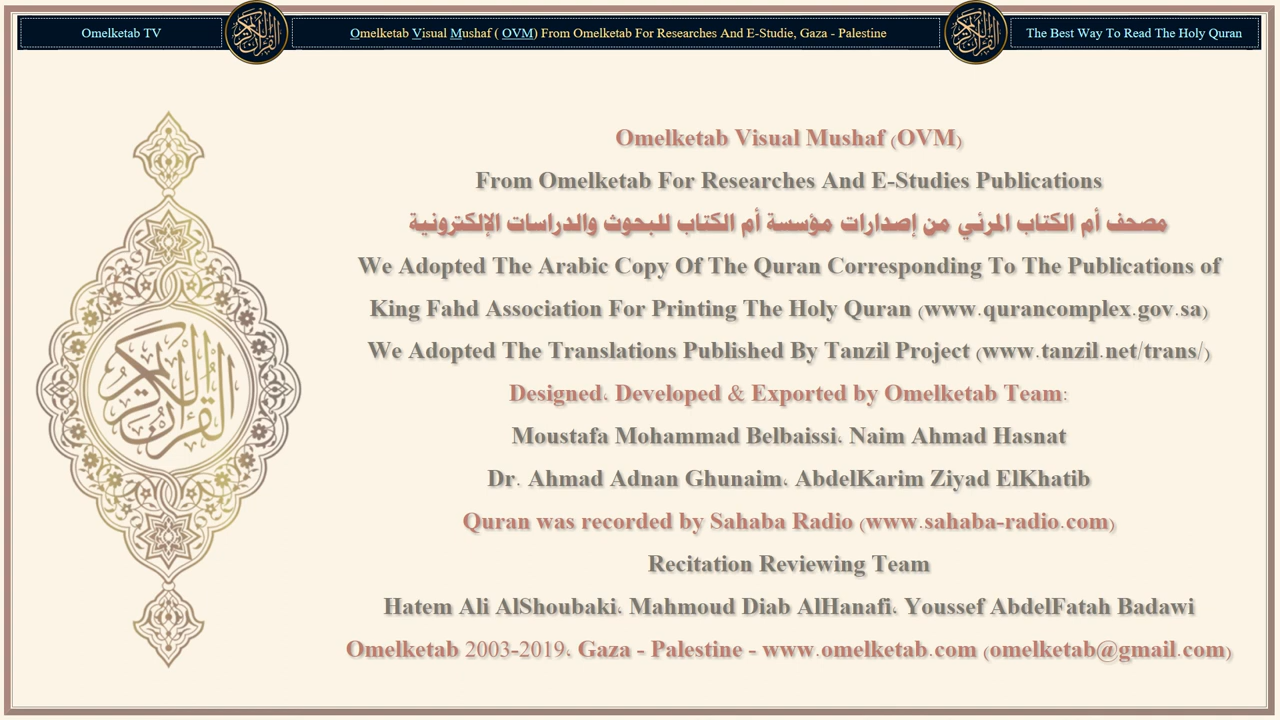 Omelketab TV
Omelketab Visual Mushaf ( OVM) From Omelketab For Researches And E-Studie, Gaza - Palestine
The Best Way To Read The Holy Quran
Omelketab Visual Mushaf (OVM)
From Omelketab For Researches And E-Studies Publications
مصحف أم الكتاب المرئي من إصدارات مؤسسة أم الكتاب للبحوث والدراسات الإلكترونية
We Adopted The Arabic Copy Of The Quran Corresponding To The Publications of
King Fahd Association For Printing The Holy Quran (www.qurancomplex.gov.sa)
We Adopted The Translations Published By Tanzil Project (www.tanzil.net/trans/)
Designed، Developed & Exported by Omelketab Team:
Moustafa Mohammad Belbaissi، Naim Ahmad Hasnat
Dr. Ahmad Adnan Ghunaim، AbdelKarim Ziyad ElKhatib
Quran was recorded by Sahaba Radio (www.sahaba-radio.com)
Recitation Reviewing Team
Hatem Ali AlShoubaki، Mahmoud Diab AlHanafi، Youssef AbdelFatah Badawi
Omelketab 2003-2019، Gaza - Palestine - www.omelketab.com (omelketab@gmail.com)
القرآن الكريم